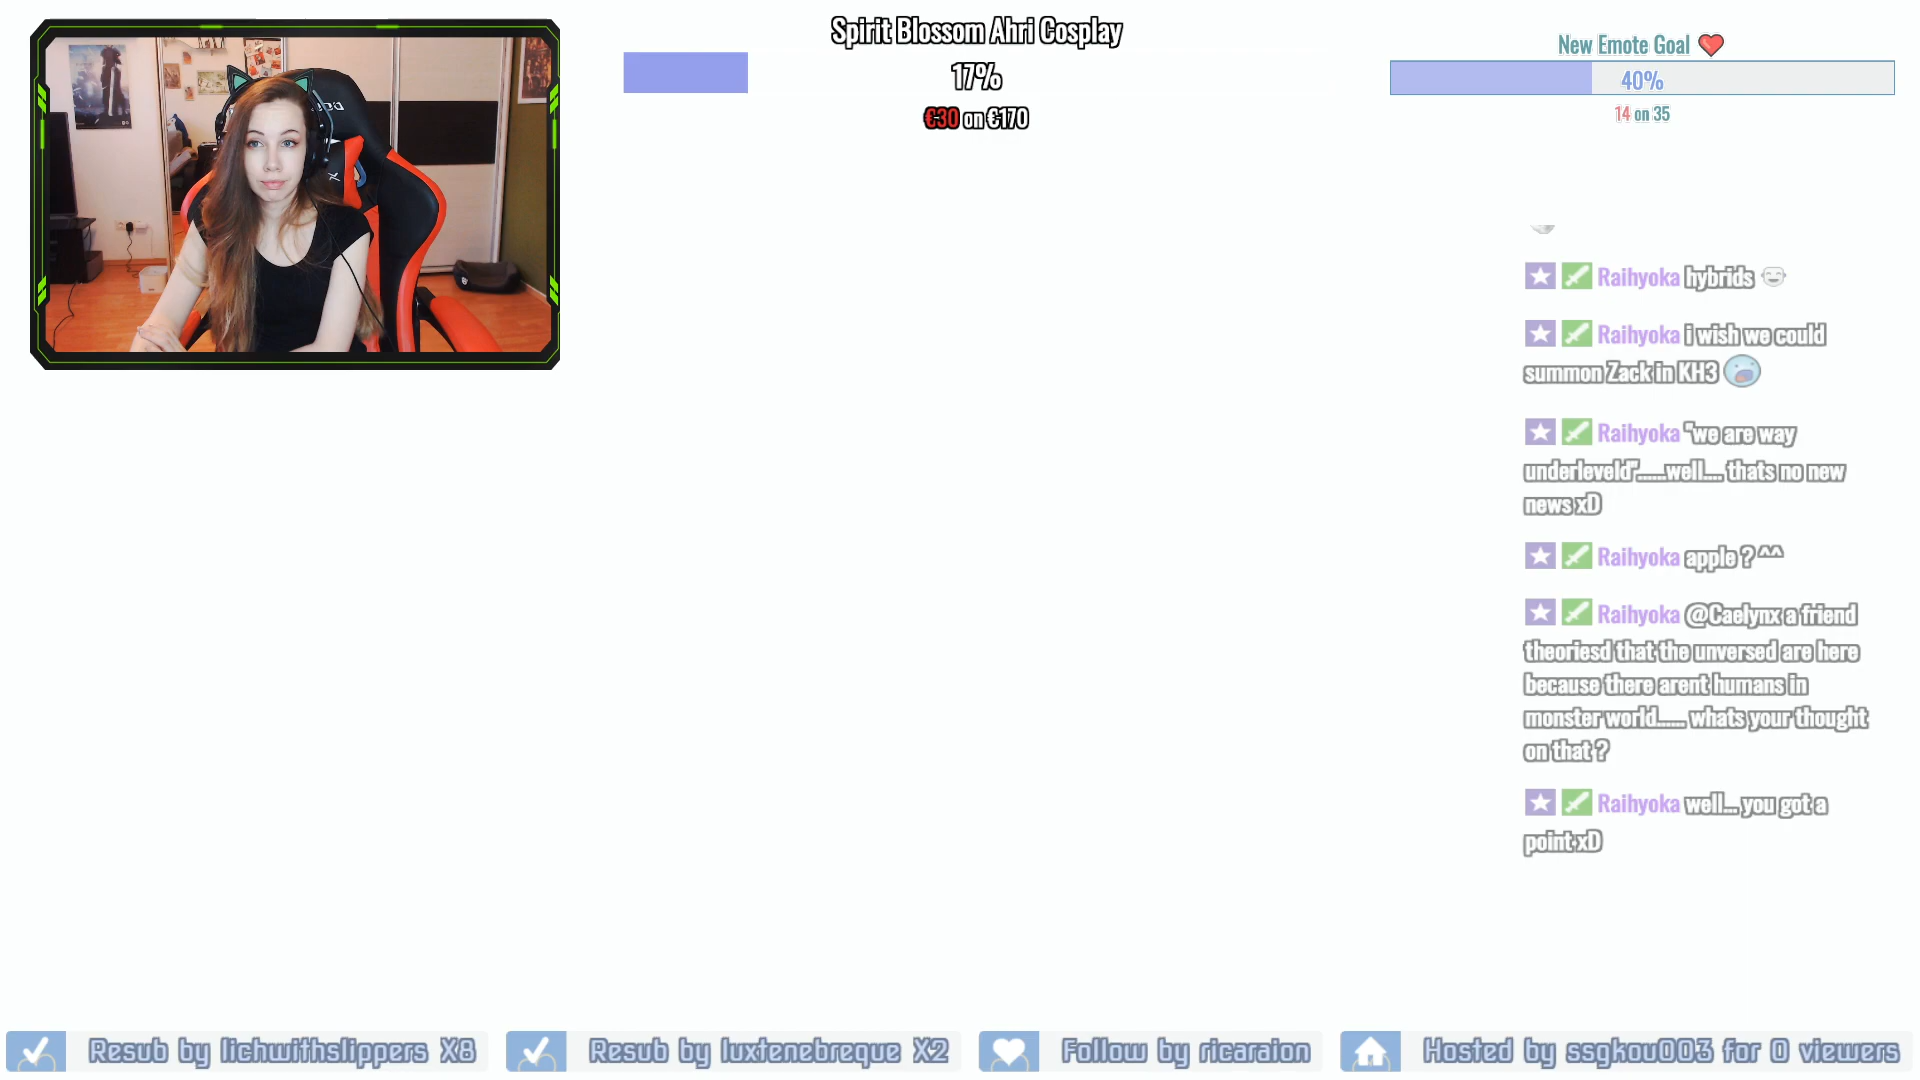 Spirit Blossom Ahri Cosplay
17%
€30 on €170
New Emote Goal
40%
14 on 35
Raihyoka hybrids
Raihyoka i wish we could
summon Zack in KH3
Raihyoka "we are way
underleveld"......well.... thats no new
news xD
Raihyoka apple ? ^^
Raihyoka @Caelynx a friend
theoriesd that the unversed are here
because there arent humans in
monster world...... whats your thought
on that ?
Raihyoka well... you got a
point xD
Resub by lichwithslippers X8
Resub by luxtenebreque X2
Follow by ricaraion
Hosted by ssgkou003 for 0 viewers